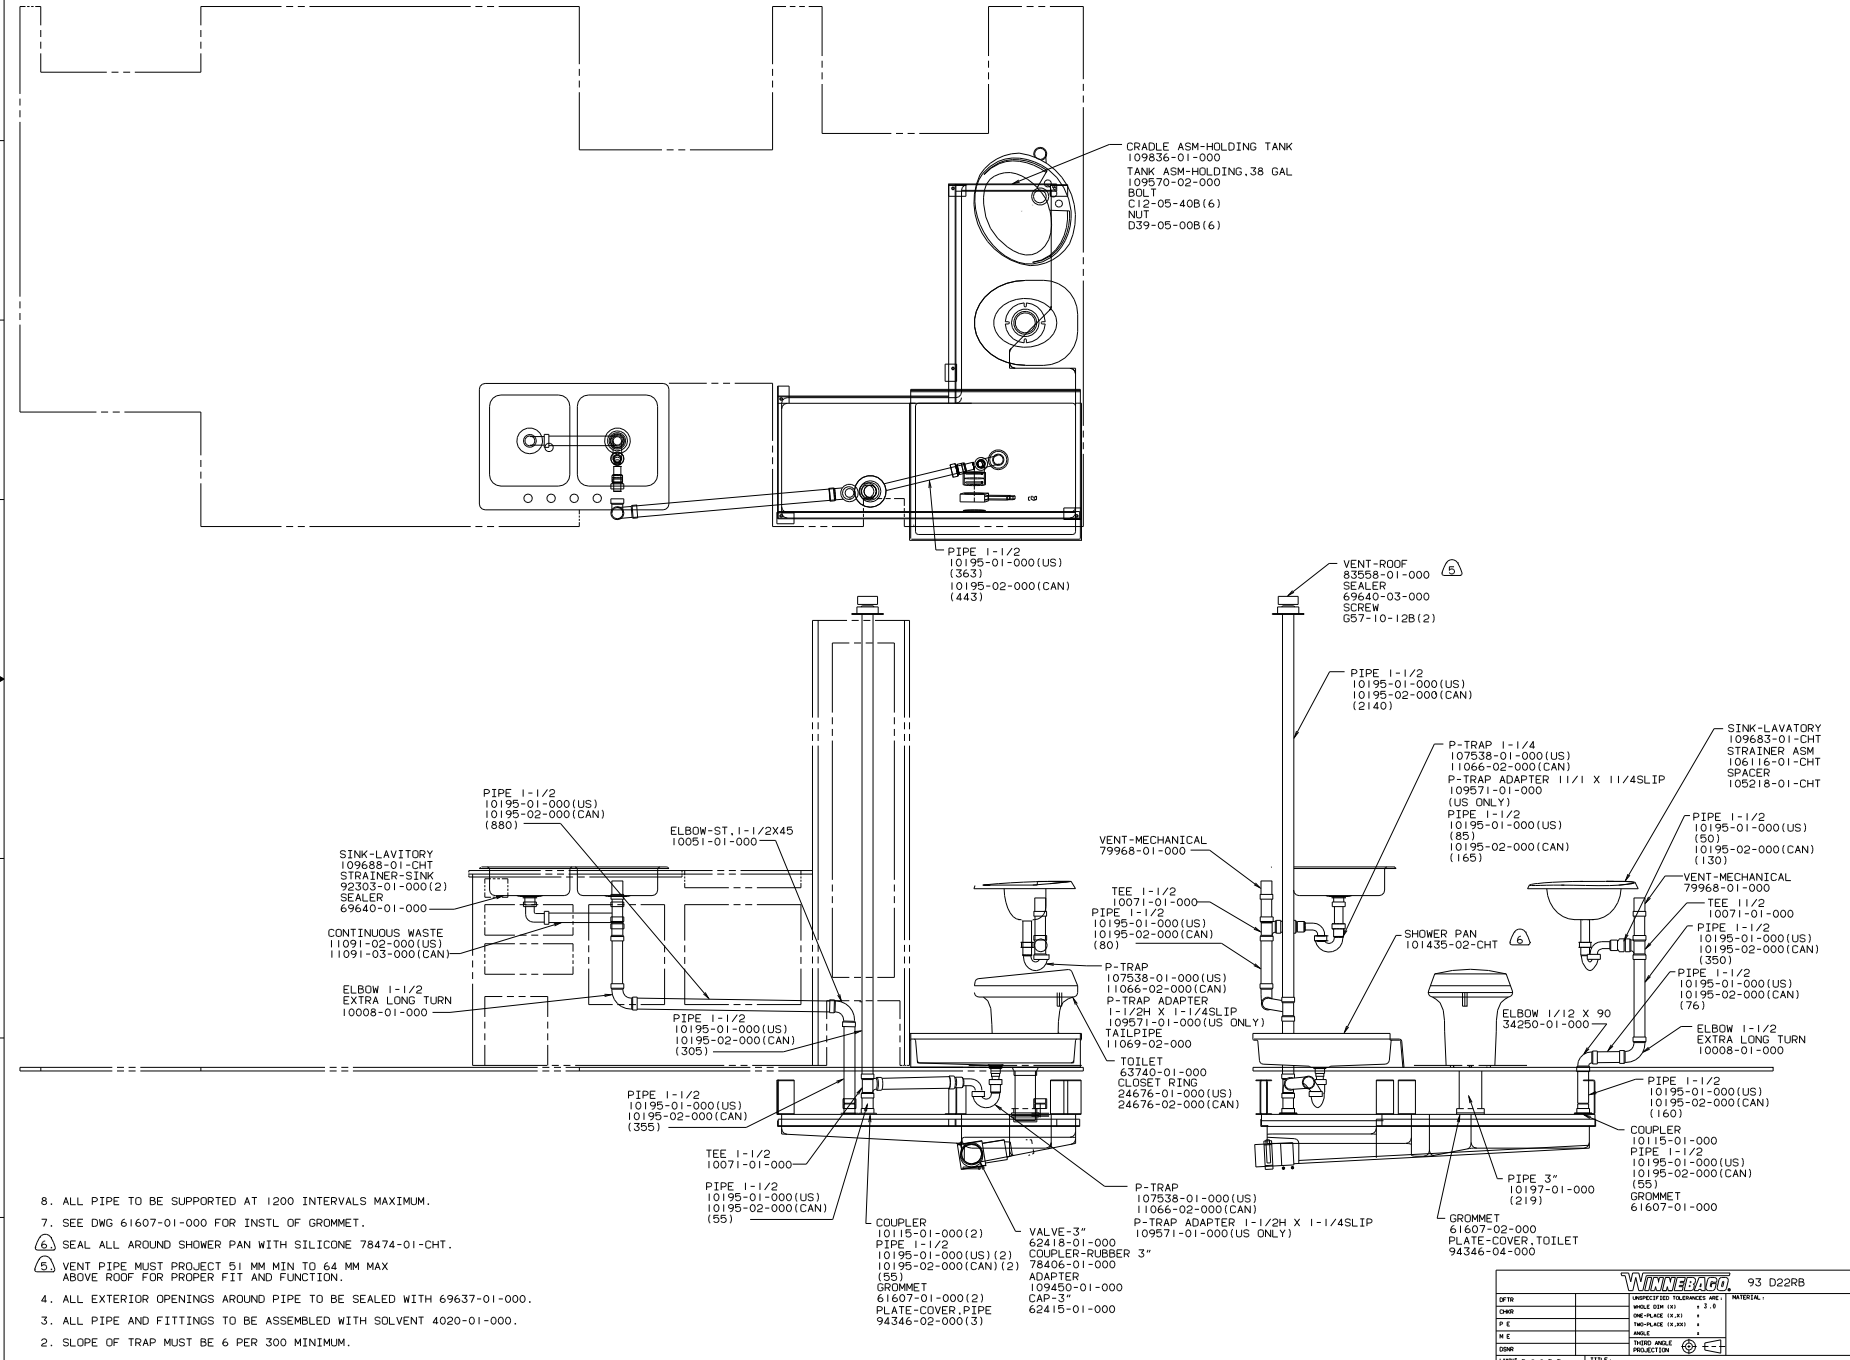 CRADLE ASM-HOLDING TANK
109836-01-000
TANK ASM-HOLDING,38 GAL
109570-02-000
BOLT
C12-05-40B(6)
NUT
D39-05-00B(6)
PIPE 1-1/2
10195-01-000(US)
(363)
10195-02-000(CAN)
(443)
VENT-ROOF
83558-01-000
5
SEALER
69640-03-000
SCREW
G57-10-12B(2)
PIPE 1-1/2
10195-01-000(US)
10195-02-000(CAN)
(2140)
SINK-LAVATORY
109683-01-CHT
STRAINER ASM
106116-01-CHT
SPACER
105218-01-CHT
P-TRAP 1-1/4
107538-01-000(US)
11066-02-000(CAN)
P-TRAP ADAPTER 11/1 X 11/4SLIP
109571-01-000
(US ONLY)
PIPE 1-1/2
10195-01-000(US)
(85)
10195-02-000(CAN)
(165)
PIPE 1-1/2
10195-01-000(US)
10195-02-000(CAN)
(880)
ELBOW-ST,1-1/2X45
10051-01-000
SINK-LAVITORY
109688-01-CHT
STRAINER-SINK
92303-01-000(2)
SEALER
69640-01-000
CONTINUOUS WASTE
11091-02-000(US)
11091-03-000(CAN)
ELBOW 1-1/2
EXTRA LONG TURN
10008-01-000
PIPE 1-1/2
10195-01-000(US)
10195-02-000(CAN)
(305)
PIPE 1-1/2
10195-01-000(US)
10195-02-000(CAN)
(355)
TEE 1-1/2
10071-01-000
PIPE 1-1/2
10195-01-000(US)
10195-02-000(CAN)
(55)
COUPLER
10115-01-000(2)
PIPE 1-1/2
10195-01-000(US)(2)
10195-02-000(CAN)(2)
(55)
GROMMET
61607-01-000(2)
PLATE-COVER,PIPE
94346-02-000(3)
VALVE-3"
62418-01-000
COUPLER-RUBBER 3"
78406-01-000
ADAPTER
109450-01-000
CAP-3"
62415-01-000
P-TRAP
107538-01-000(US)
11066-02-000(CAN)
P-TRAP ADAPTER 1-1/2H X 1-1/4SLIP
109571-01-000(US ONLY)
VENT-MECHANICAL
79968-01-000
TEE 1-1/2
10071-01-000
PIPE 1-1/2
10195-01-000(US)
10195-02-000(CAN)
(80)
P-TRAP
107538-01-000(US)
11066-02-000(CAN)
P-TRAP ADAPTER
1-1/2H X 1-1/4SLIP
109571-01-000(US ONLY)
TAILPIPE
11069-02-000
TOILET
63740-01-000
CLOSET RING
24676-01-000(US)
24676-02-000(CAN)
SHOWER PAN
101435-02-CHT
6
PIPE 1-1/2
10195-01-000(US)
(50)
10195-02-000(CAN)
(130)
VENT-MECHANICAL
79968-01-000
TEE 11/2
10071-01-000
PIPE 1-1/2
10195-01-000(US)
10195-02-000(CAN)
(350)
PIPE 1-1/2
10195-01-000(US)
10195-02-000(CAN)
(76)
ELBOW 1/12 X 90
34250-01-000
ELBOW 1-1/2
EXTRA LONG TURN
10008-01-000
PIPE 1-1/2
10195-01-000(US)
10195-02-000(CAN)
(160)
COUPLER
10115-01-000
PIPE 1-1/2
10195-01-000(US)
10195-02-000(CAN)
(55)
GROMMET
61607-01-000
PIPE 3"
10197-01-000
(219)
GROMMET
61607-02-000
PLATE-COVER,TOILET
94346-04-000
8. ALL PIPE TO BE SUPPORTED AT 1200 INTERVALS MAXIMUM.
7. SEE DWG 61607-01-000 FOR INSTL OF GROMMET.
6. SEAL ALL AROUND SHOWER PAN WITH SILICONE 78474-01-CHT.
5. VENT PIPE MUST PROJECT 51 MM MIN TO 64 MM MAX
ABOVE ROOF FOR PROPER FIT AND FUNCTION.
4. ALL EXTERIOR OPENINGS AROUND PIPE TO BE SEALED WITH 69637-01-000.
3. ALL PIPE AND FITTINGS TO BE ASSEMBLED WITH SOLVENT 4020-01-000.
2. SLOPE OF TRAP MUST BE 6 PER 300 MINIMUM.
WINNEBAGO. 93 D22RB
DFTR
CHKR
P E
M E
DSNR
UNSPECIFIED TOLERANCES ARE:
WHOLE DIM (X) ± 3.0
ONE-PLACE (X.X) ±
TWO-PLACE (X.XX) ±
ANGLE ±
THIRD ANGLE
PROJECTION
MATERIAL: